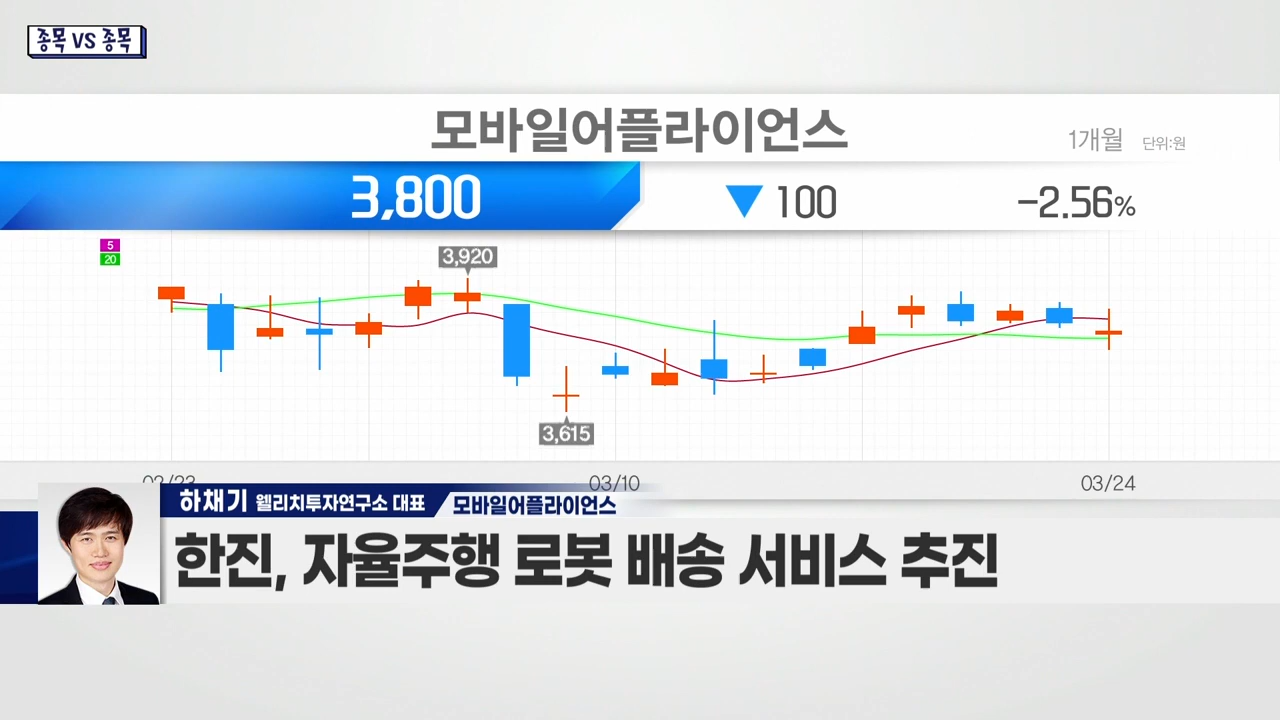 종목 VS 종목
모바일어플라이언스
1개월 단위:원
3,800 ▼ 100 -2.56%
5
20
3,920
3,615
02/23 03/10 03/24
하채기 웰리치투자연구소 대표 모바일어플라이언스
한진, 자율주행 로봇 배송 서비스 추진